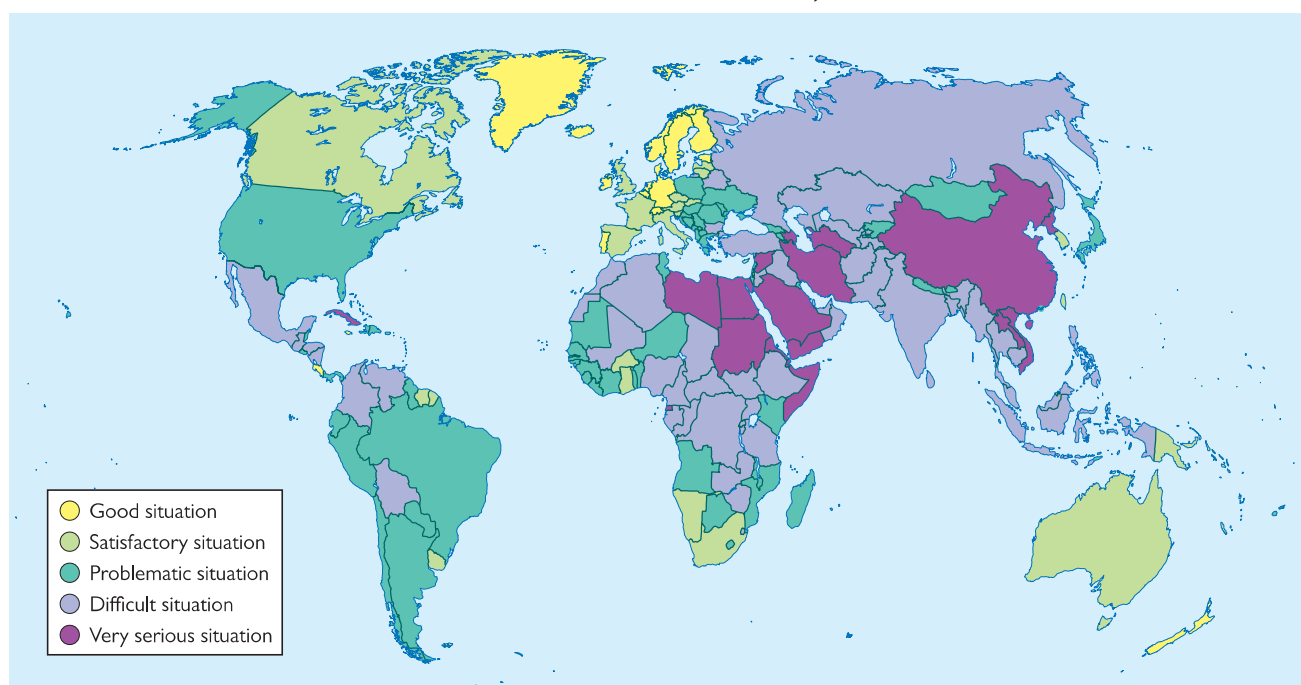 Good situation
Satisfactory situation
Problematic situation
Difficult situation
Very serious situation